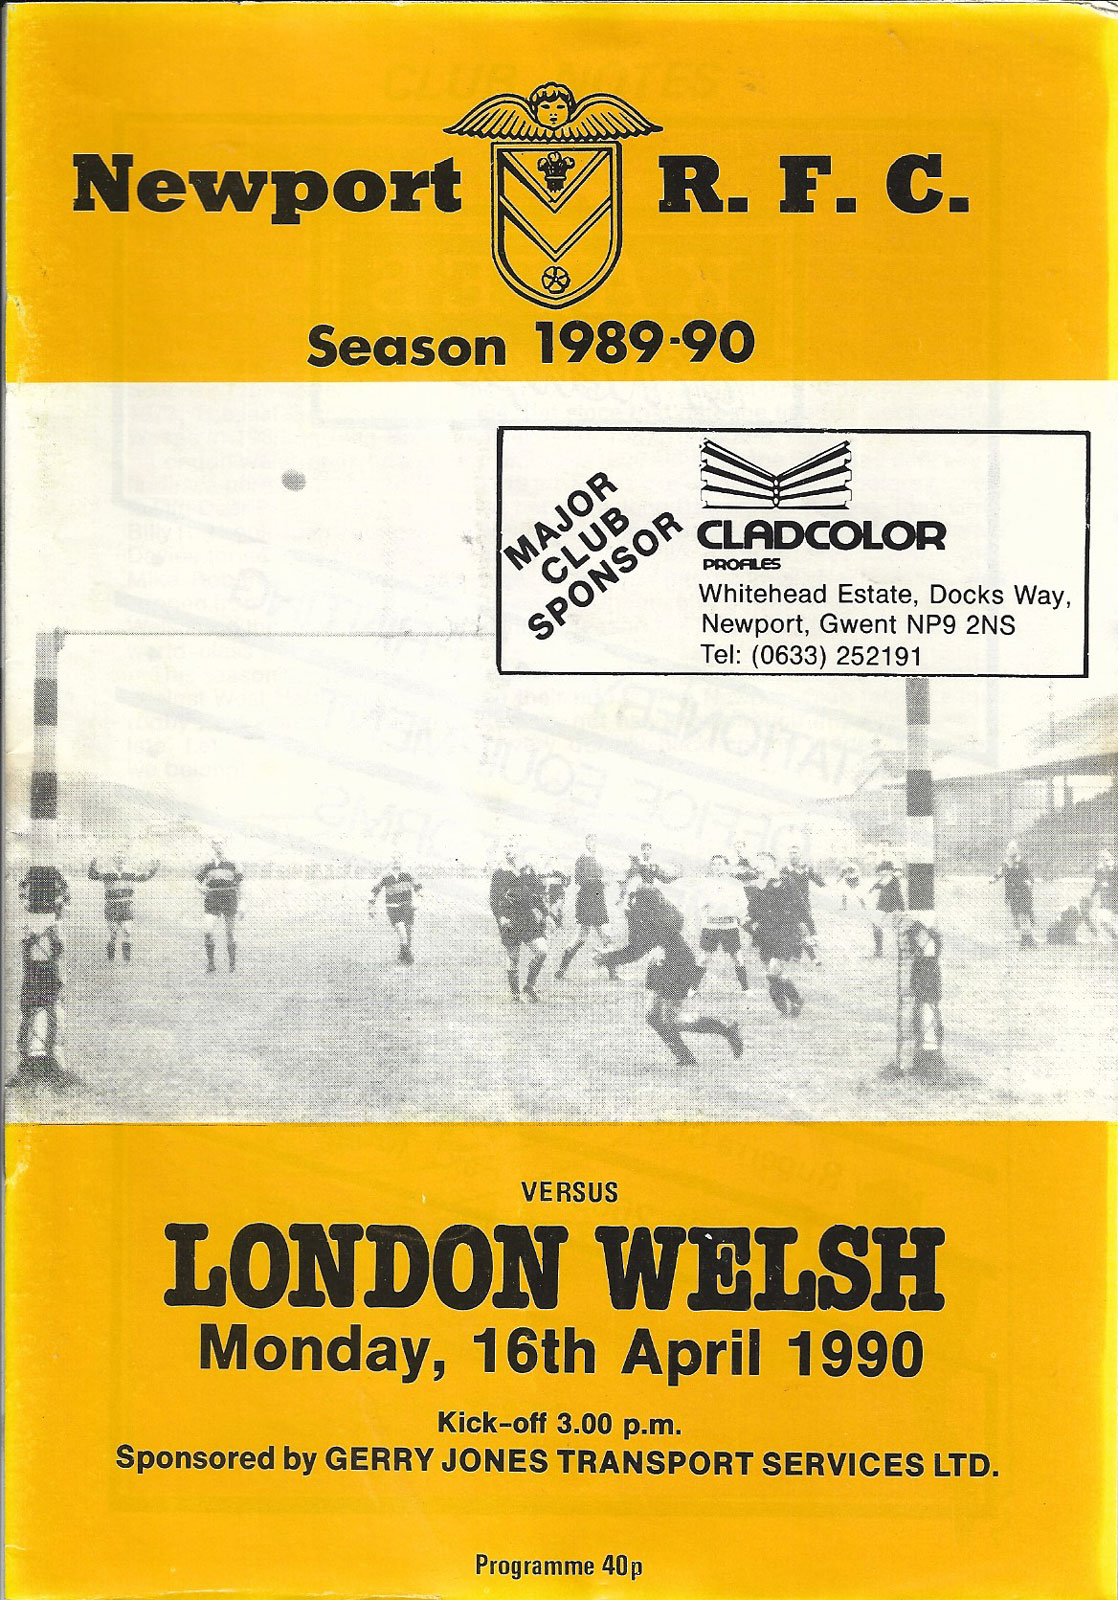 Newport R. F. C.
Season 1989-90
MAJOR
CLUB
SPONSOR
CLADCOLOR
PROFILES
Whitehead Estate, Docks Way,
Newport, Gwent NP9 2NS
Tel: (0633) 252191
VERSUS
LONDON WELSH
Monday, 16th April 1990
Kick-off 3.00 p.m.
Sponsored by GERRY JONES TRANSPORT SERVICES LTD.
Programme 40p